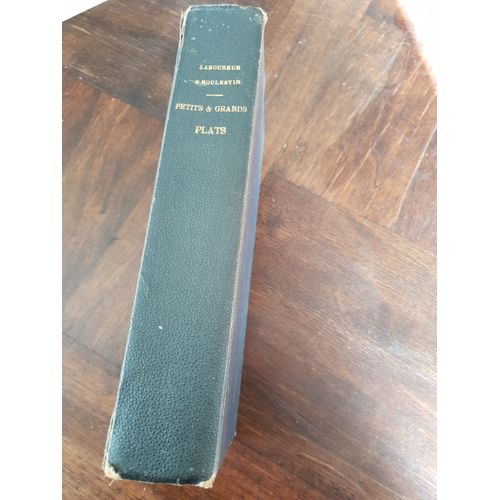 LABOUREUR
& BOULESTIN
PETITS & GRANDS
PLATS